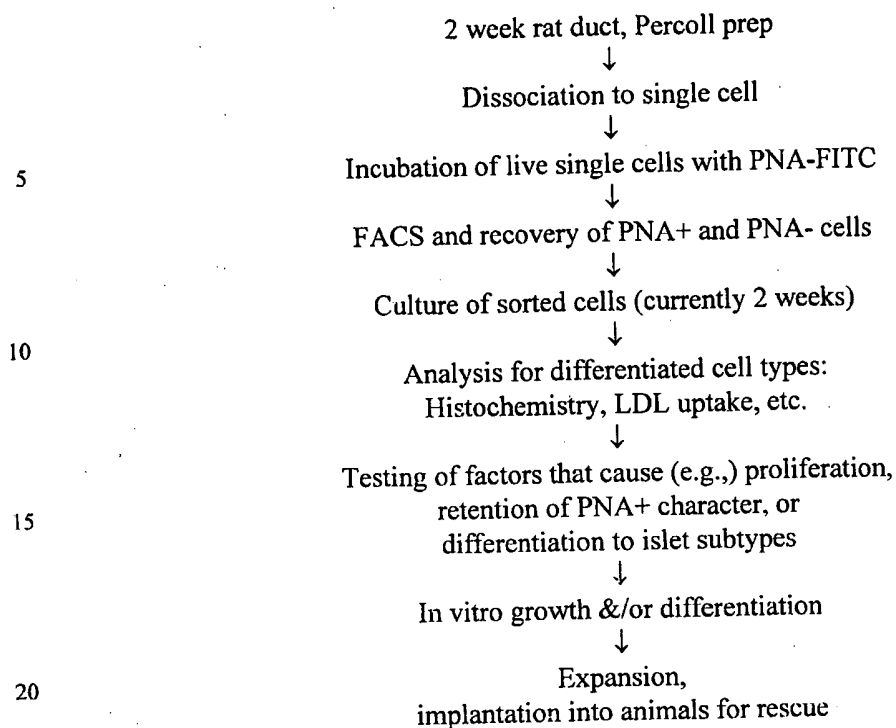 2 week rat duct, Percoll prep
↓
Dissociation to single cell
↓
5 Incubation of live single cells with PNA-FITC
↓
FACS and recovery of PNA+ and PNA- cells
↓
Culture of sorted cells (currently 2 weeks)
↓
10
Analysis for differentiated cell types:
Histochemistry, LDL uptake, etc.
↓
Testing of factors that cause (e.g.,) proliferation,
15 retention of PNA+ character, or
differentiation to islet subtypes
↓
In vitro growth &/or differentiation
↓
20 Expansion,
implantation into animals for rescue